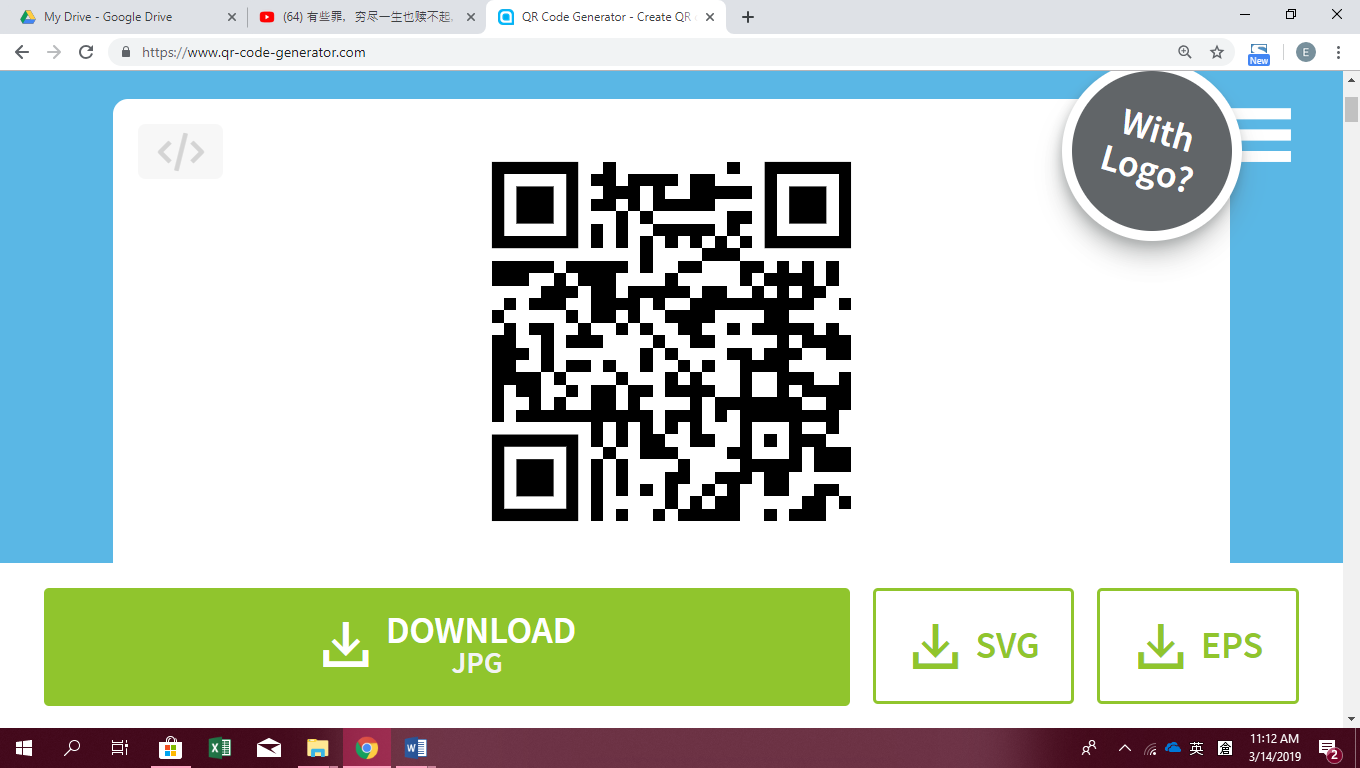 My Drive - Google Drive
(64) 有些罪，穷尽一生也赎不起.
QR Code Generator - Create QR
https://www.qr-code-generator.com
New
E
With
Logo?
DOWNLOAD
JPG
SVG
EPS
英
倉
11:12 AM
3/14/2019
2